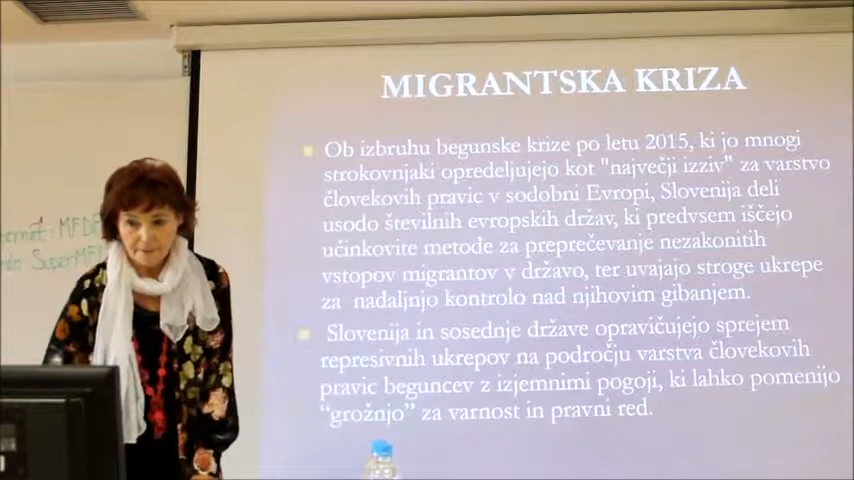 MIGRANTSKA KRIZA
Ob izbruhu begunske krize po letu 2015, ki jo mnogi
strokovnjaki opredeljujejo kot "največji izziv" za varstvo
človekovih pravic v sodobni Evropi, Slovenija deli
usodo številnih evropskih držav, ki predvsem iščejo
učinkovite metode za preprečevanje nezakonitih
vstopov migrantov v državo, ter uvajajo stroge ukrepe
za nadaljnjo kontrolo nad njihovim gibanjem.
Slovenija in sosednje države opravičujejo sprejem
represivnih ukrepov na področju varstva človekovih
pravic beguncev z izjemnimi pogoji, ki lahko pomenijo
"grožnjo" za varnost in pravni red.